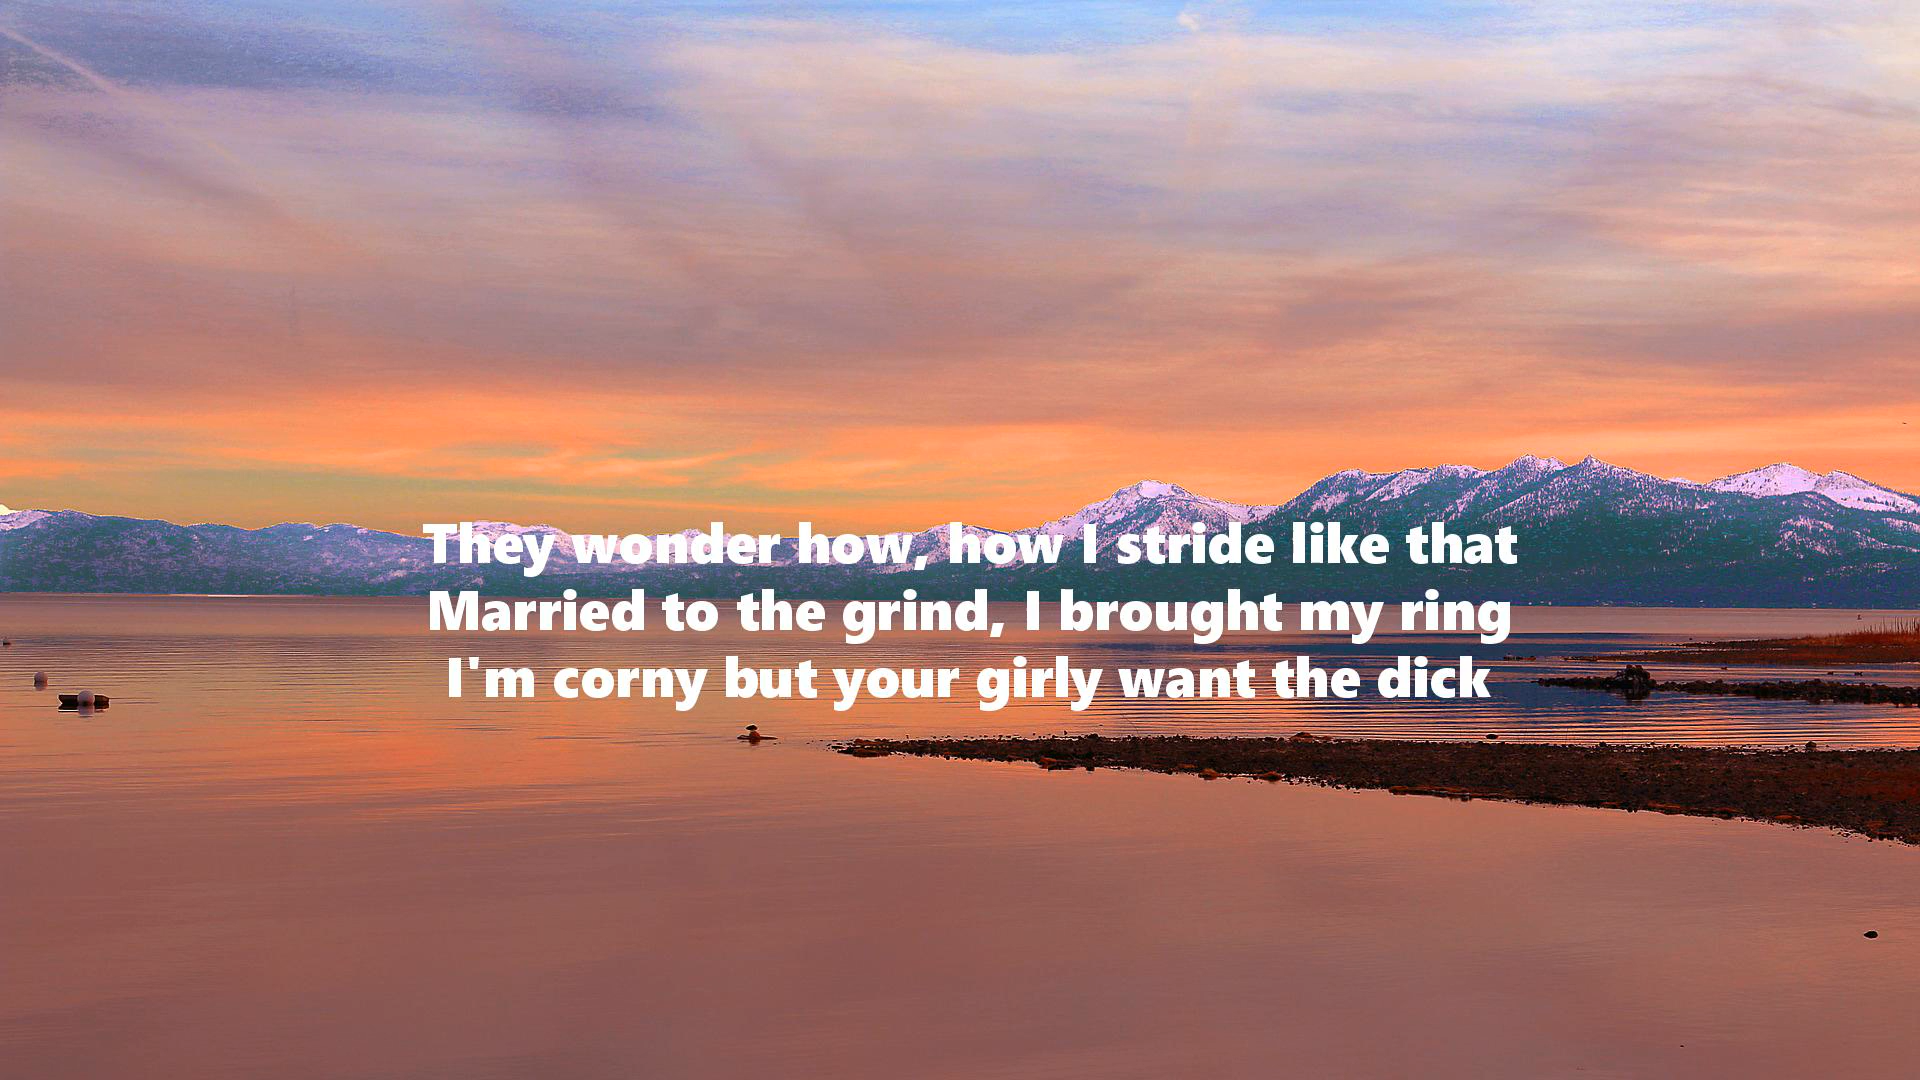 They wonder how, how I stride like that
Married to the grind, I brought my ring
I'm corny but your girly want the dick